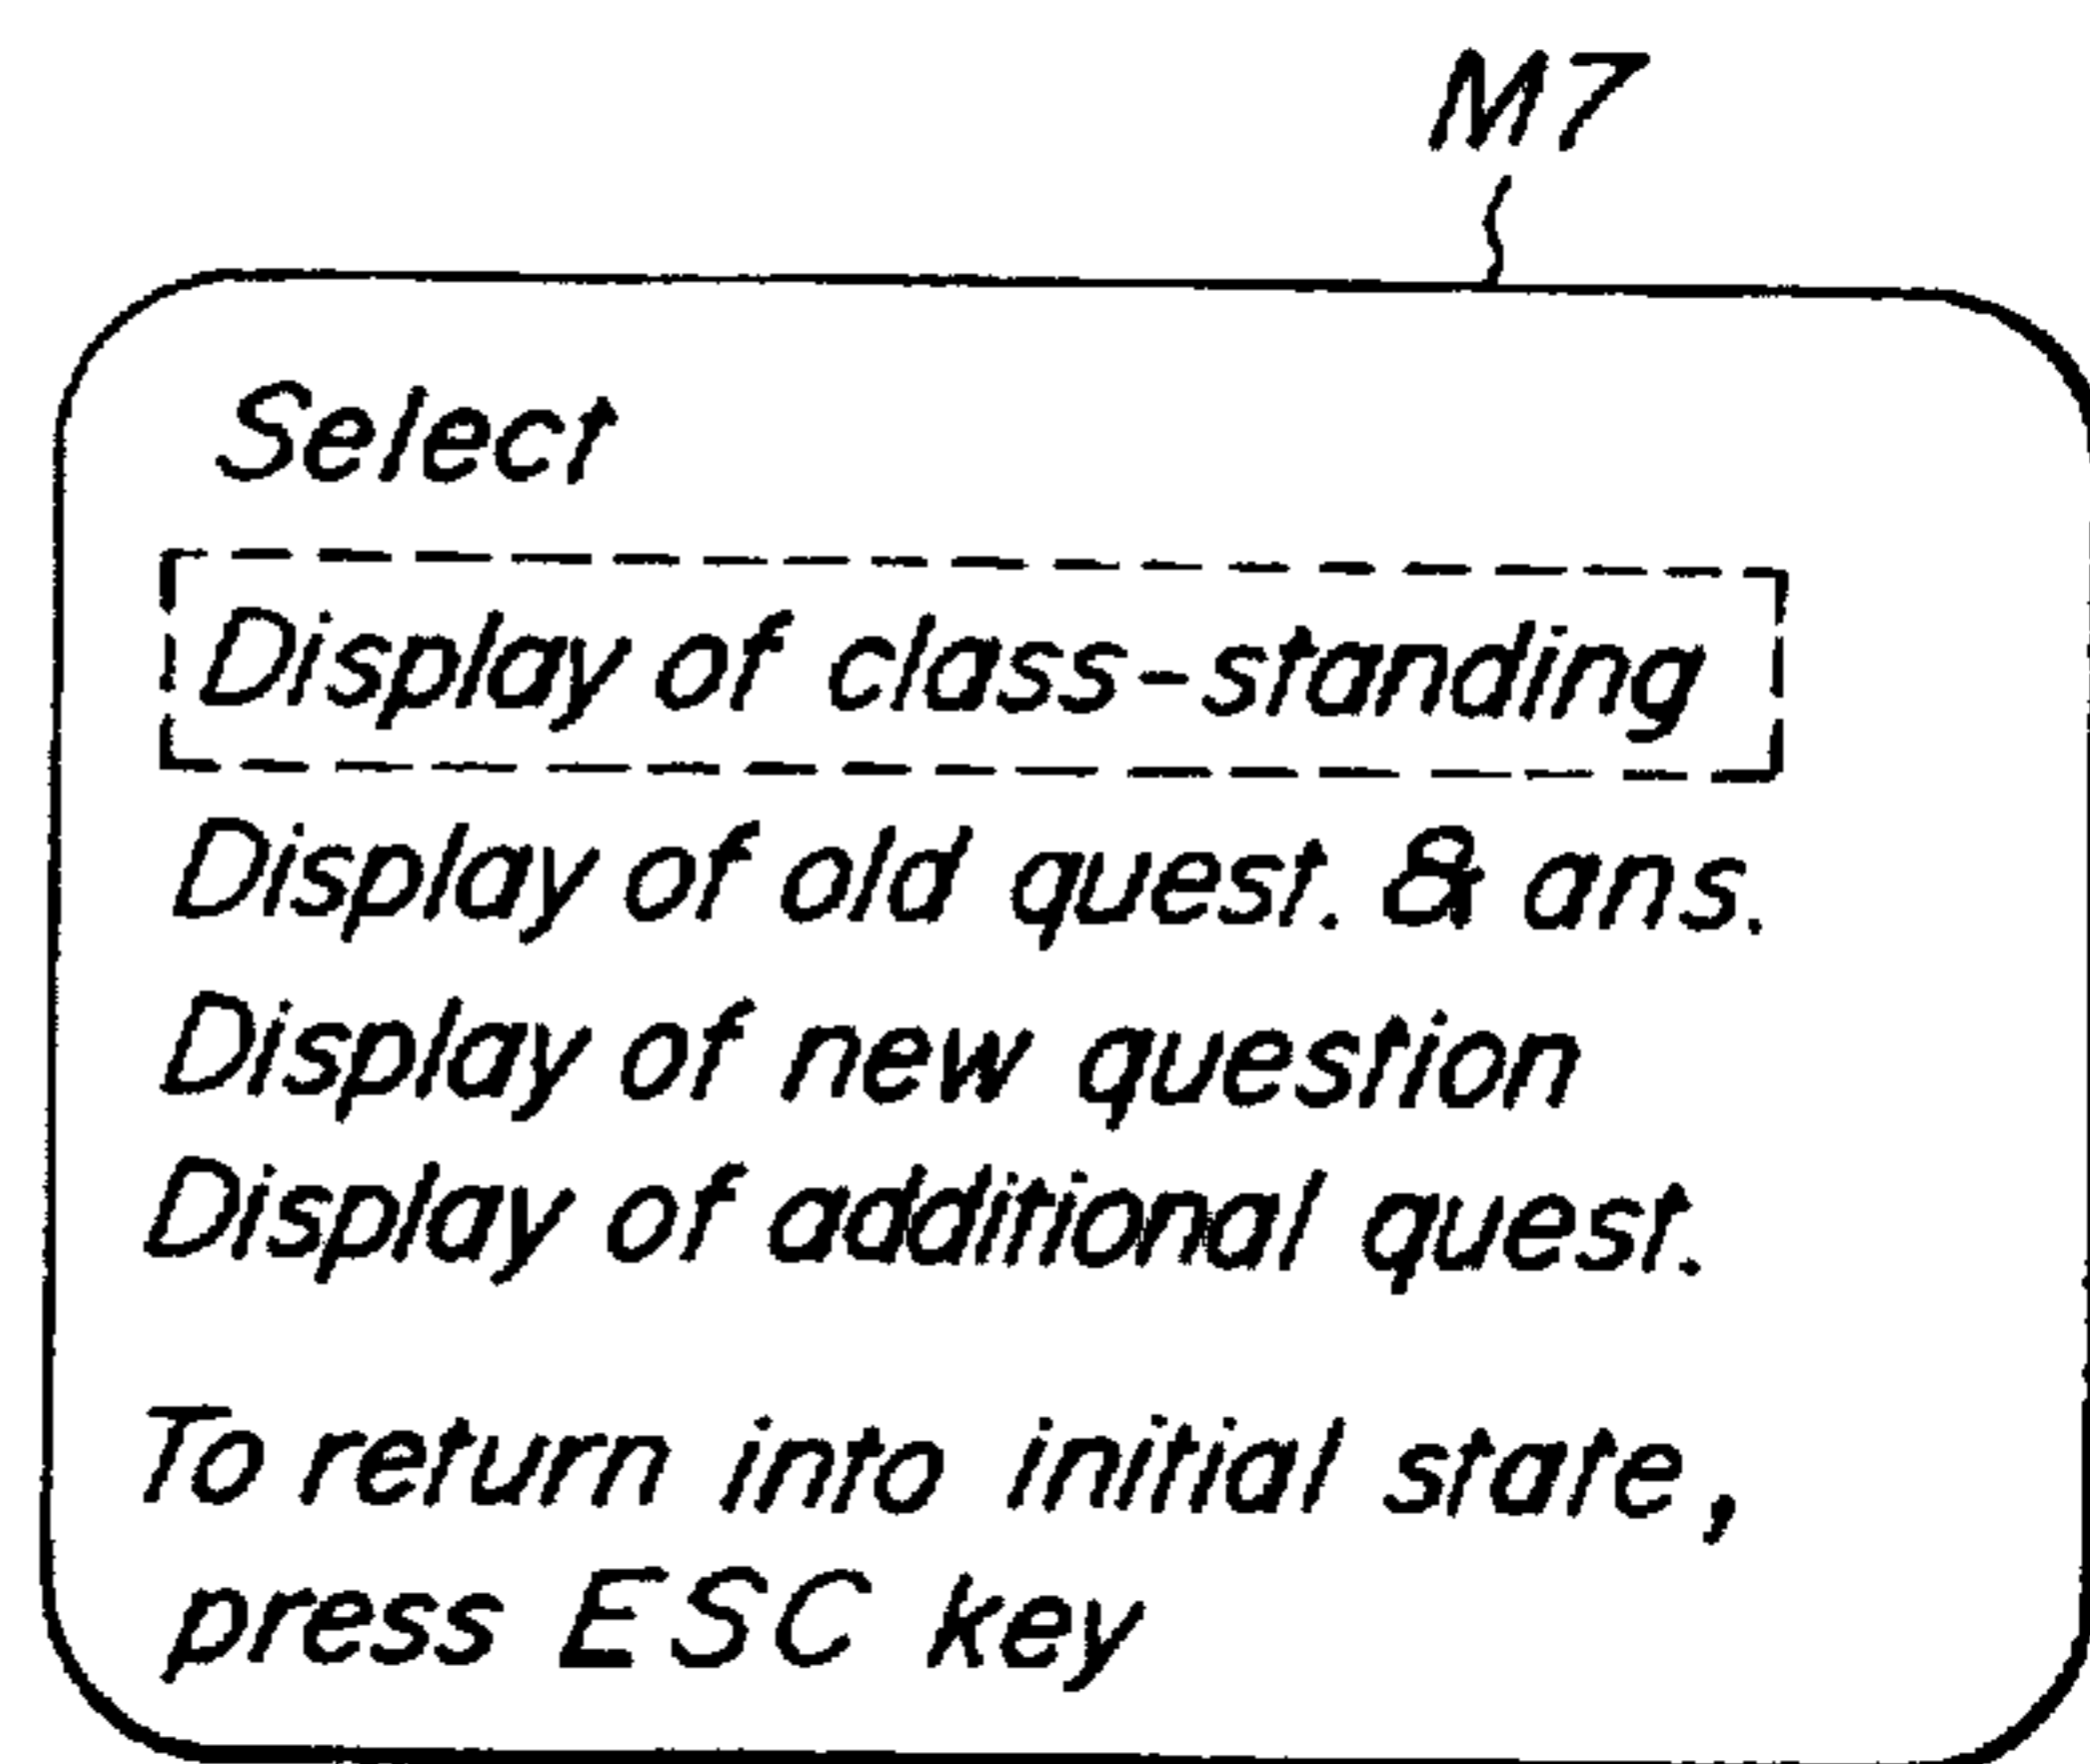 M7
Select
Display of class-standing
Display of old quest. & ans.
Display of new question
Display of additional quest.
To return into initial state,
press ESC key